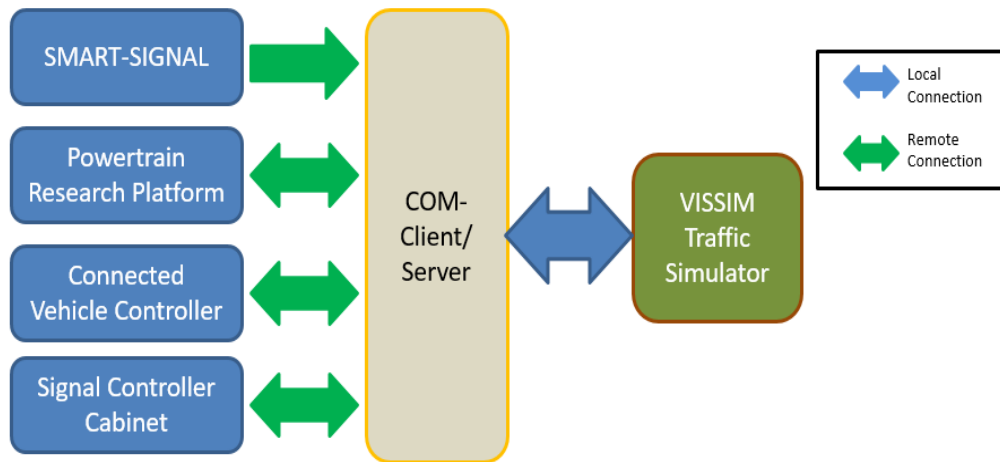 SMART-SIGNAL
Powertrain
Research Platform
Connected
Vehicle Controller
Signal Controller
Cabinet
COM-
Client/
Server
VISSIM
Traffic
Simulator
Local
Connection
Remote
Connection